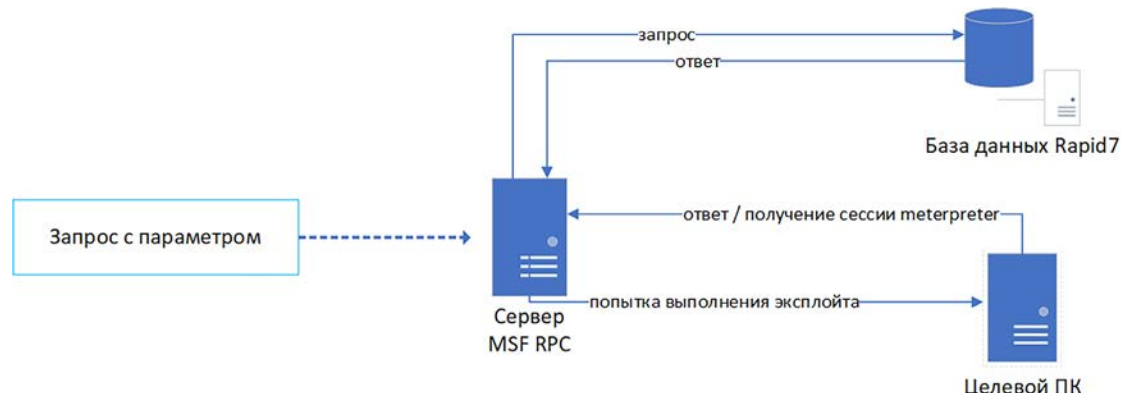 запрос
ответ
База данных Rapid7
ответ / получение сессии meterpreter
Запрос с параметром
попытка выполнения эксплойта
Сервер
MSF RPC
Целевой ПК